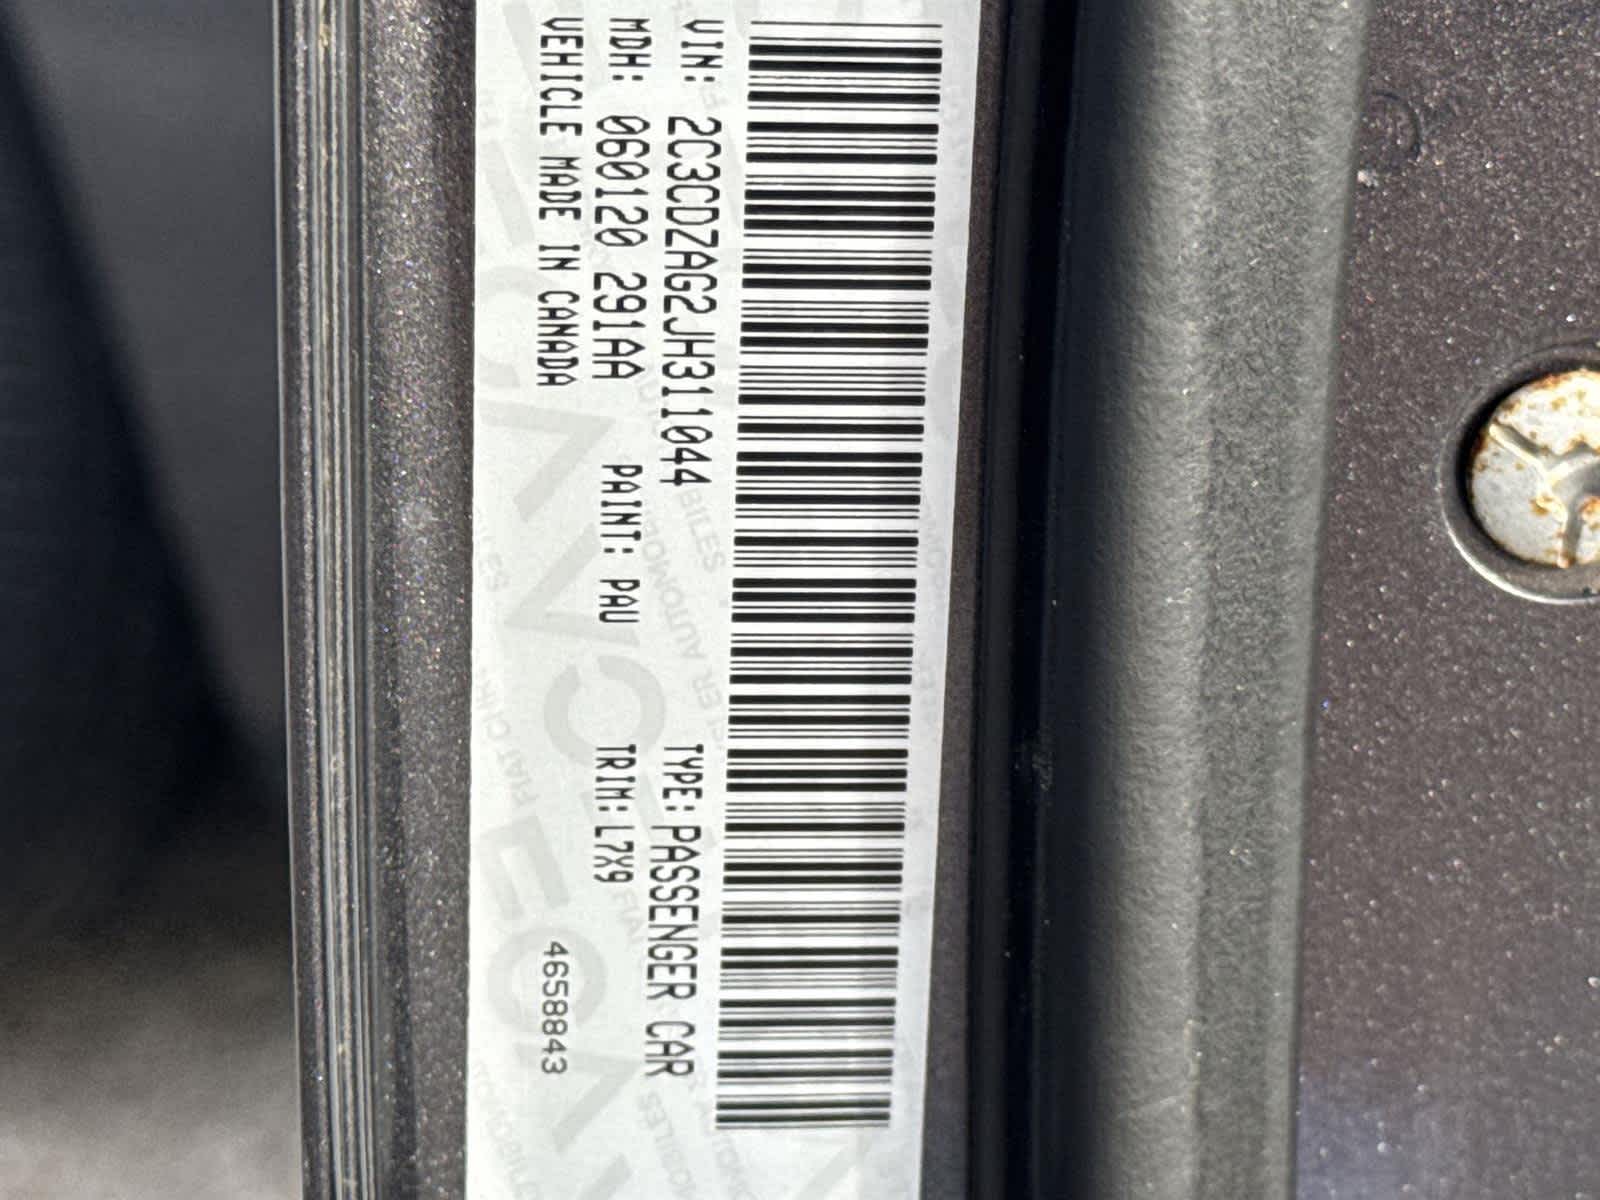 VIN: 2C3CDZAG2JH311044 TYPE: PASSENGER CAR
MDH: 060120 291AA PAINT: PAU TRIM: L7X9
VEHICLE MADE IN CANADA 4658843